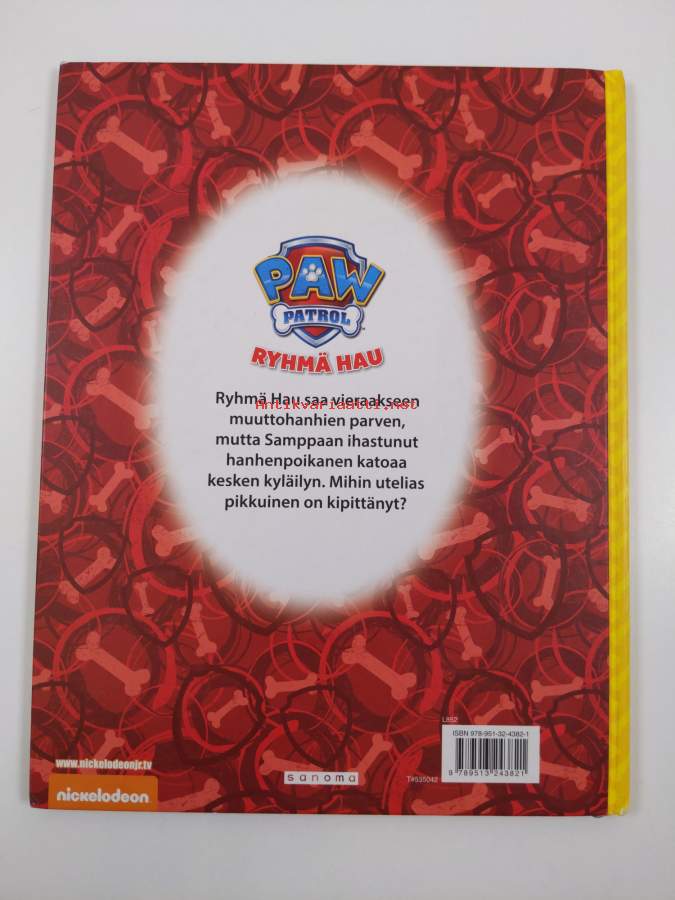 PAW
PATROL
RYHMÄ HAU
Ryhmä Hau saa vieraakseen
Antikvariaatti.net
muuttohanhien parven,
mutta Samppaan ihastunut
hanhenpoikanen katoaa
kesken kyläilyn. Mihin utelias
pikkuinen on kipittänyt?
L852
ISBN 978-951-32-4382-1
9 789513 243821
T#535042
sanoma
www.nickelodeonjr.tv
nickelodeon